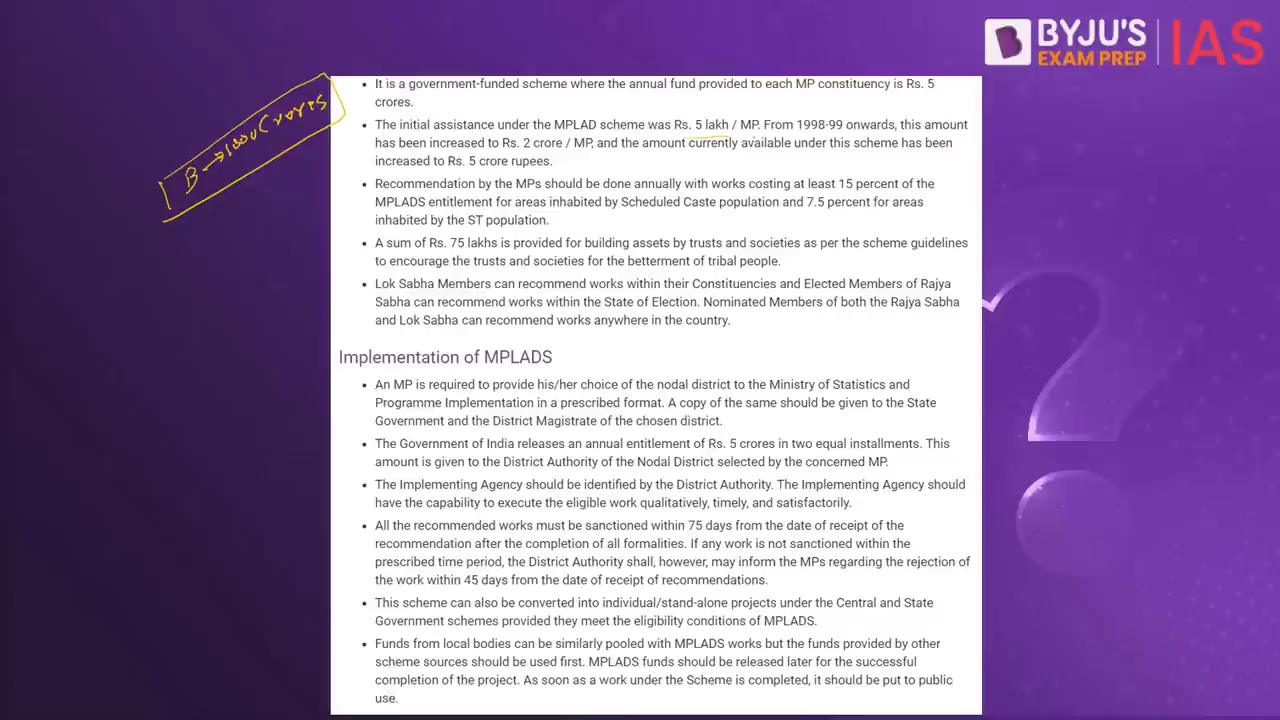 BYJU'S
EXAM PREP
IAS
B → 1000 Crores
• It is a government-funded scheme where the annual fund provided to each MP constituency is Rs. 5
crores.
• The initial assistance under the MPLAD scheme was Rs. 5 lakh / MP. From 1998-99 onwards, this amount
has been increased to Rs. 2 crore / MP, and the amount currently available under this scheme has been
increased to Rs. 5 crore rupees.
• Recommendation by the MPs should be done annually with works costing at least 15 percent of the
MPLADS entitlement for areas inhabited by Scheduled Caste population and 7.5 percent for areas
inhabited by the ST population.
• A sum of Rs. 75 lakhs is provided for building assets by trusts and societies as per the scheme guidelines
to encourage the trusts and societies for the betterment of tribal people.
• Lok Sabha Members can recommend works within their Constituencies and Elected Members of Rajya
Sabha can recommend works within the State of Election. Nominated Members of both the Rajya Sabha
and Lok Sabha can recommend works anywhere in the country.
Implementation of MPLADS
• An MP is required to provide his/her choice of the nodal district to the Ministry of Statistics and
Programme Implementation in a prescribed format. A copy of the same should be given to the State
Government and the District Magistrate of the chosen district.
• The Government of India releases an annual entitlement of Rs. 5 crores in two equal installments. This
amount is given to the District Authority of the Nodal District selected by the concerned MP.
• The Implementing Agency should be identified by the District Authority. The Implementing Agency should
have the capability to execute the eligible work qualitatively, timely, and satisfactorily.
• All the recommended works must be sanctioned within 75 days from the date of receipt of the
recommendation after the completion of all formalities. If any work is not sanctioned within the
prescribed time period, the District Authority shall, however, may inform the MPs regarding the rejection of
the work within 45 days from the date of receipt of recommendations.
• This scheme can also be converted into individual/stand-alone projects under the Central and State
Government schemes provided they meet the eligibility conditions of MPLADS.
• Funds from local bodies can be similarly pooled with MPLADS works but the funds provided by other
scheme sources should be used first. MPLADS funds should be released later for the successful
completion of the project. As soon as a work under the Scheme is completed, it should be put to public
use.